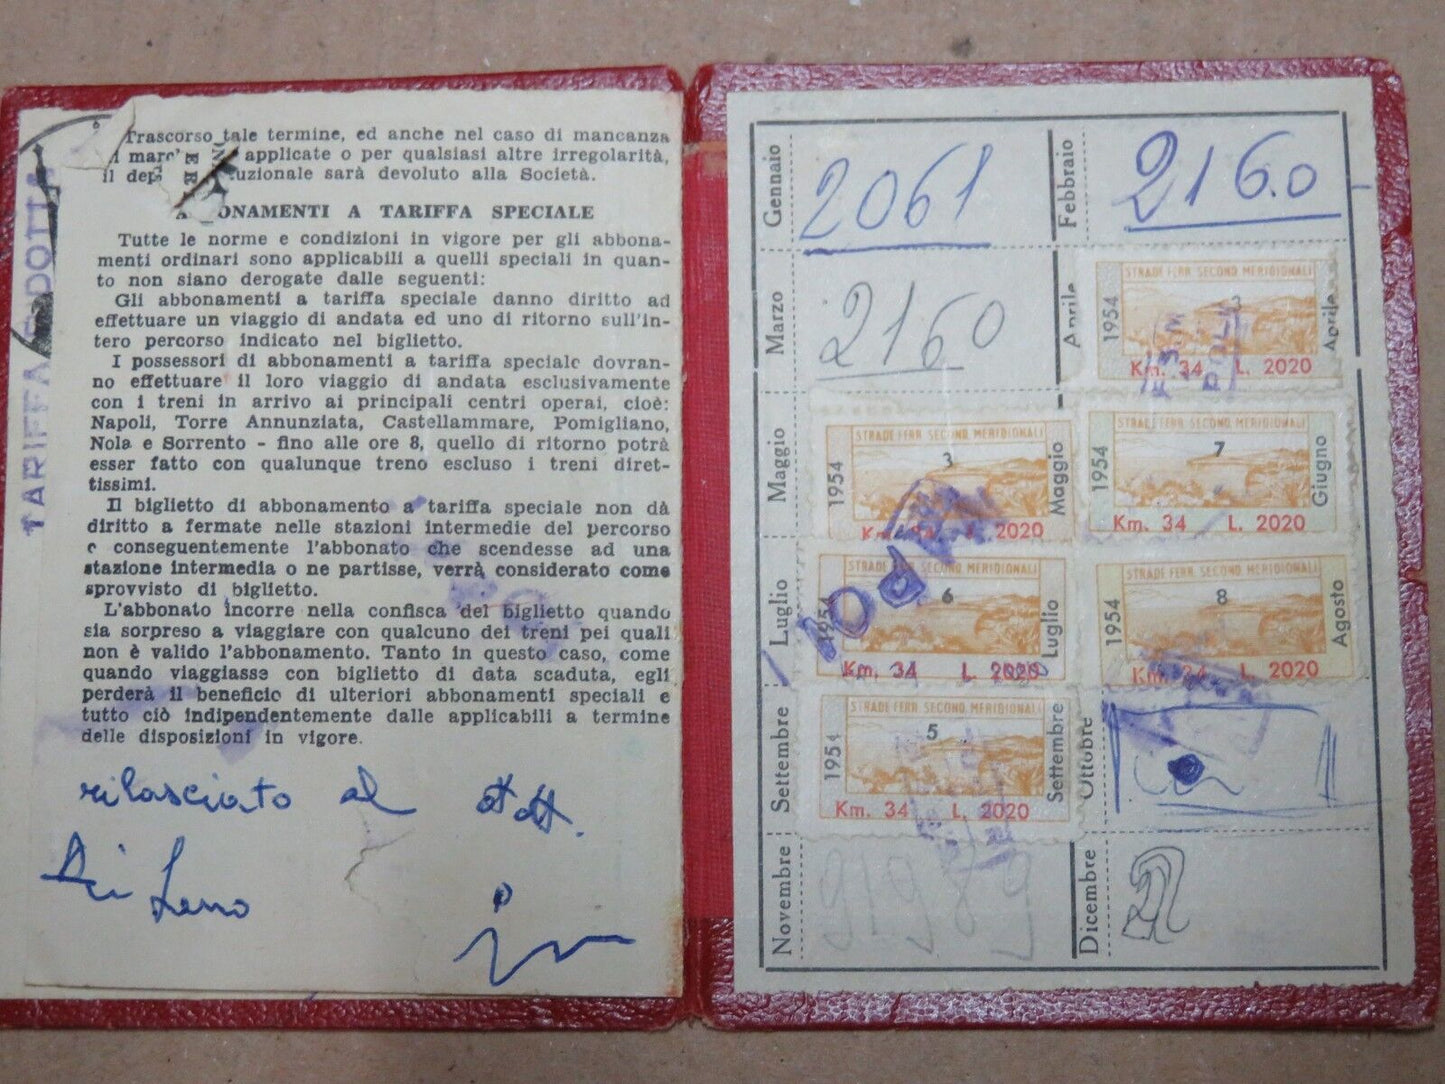 TARIFFA RIDOTTA
Trascorso tale termine, ed anche nel caso di mancanza
applicate o per qualsiasi altre irregolarità,
il uzionale sarà devoluto alla Società.
ONAMENTI A TARIFFA SPECIALE
Tutte le norme e condizioni in vigore per gli abbona-
menti ordinari sono applicabili a quelli speciali in quan-
to non siano derogate dalle seguenti:
Gli abbonamenti a tariffa speciale danno diritto ad
effettuare un viaggio di andata ed uno di ritorno sull'in-
tero percorso indicato nel biglietto.
I possessori di abbonamenti a tariffa speciale dovran-
no effettuare il loro viaggio di andata esclusivamente
con i treni in arrivo ai principali centri operai, cioè:
Napoli, Torre Annunziata, Castellammare, Pomigliano,
Nola e Sorrento - fino alle ore 8, quello di ritorno potrà
esser fatto con qualunque treno escluso i treni diret-
tissimi.
Il biglietto di abbonamento a tariffa speciale non dà
diritto a fermate nelle stazioni intermedie del percorso
e conseguentemente l'abbonato che scendesse ad una
stazione intermedia o ne partisse, verrà considerato come
sprovvisto di biglietto.
L'abbonato incorre nella confisca del biglietto quando
sia sorpreso a viaggiare con qualcuno dei treni pei quali
non è valido l'abbonamento. Tanto in questo caso, come
quando viaggiasse con biglietto di data scaduta, egli
perderà il beneficio di ulteriori abbonamenti speciali e
tutto ciò indipendentemente dalle applicabili a termine
delle disposizioni in vigore.
rilasciato al dott.
Gennaio
2061
Febbraio
2160
Marzo
2160
Aprile
STRADE FERR SECOND MERIDIONALI
1954
3
Aprile
Km. 34 L. 2020
Maggio
STRADE FERR SECOND MERIDIONALI
1954
3
Maggio
Km. 34 L. 2020
STRADE FERR SECOND MERIDIONALI
1954
7
Giugno
Km. 34 L. 2020
Luglio
STRADE FERR SECOND MERIDIONALI
1954
6
Luglio
Km. 34 L. 2020
STRADE FERR SECOND MERIDIONALI
1954
8
Agosto
Km. 34 L. 2020
Settembre
STRADE FERR SECOND MERIDIONALI
1954
5
Settembre
Km. 34 L. 2020
Ottobre
Novembre
Dicembre